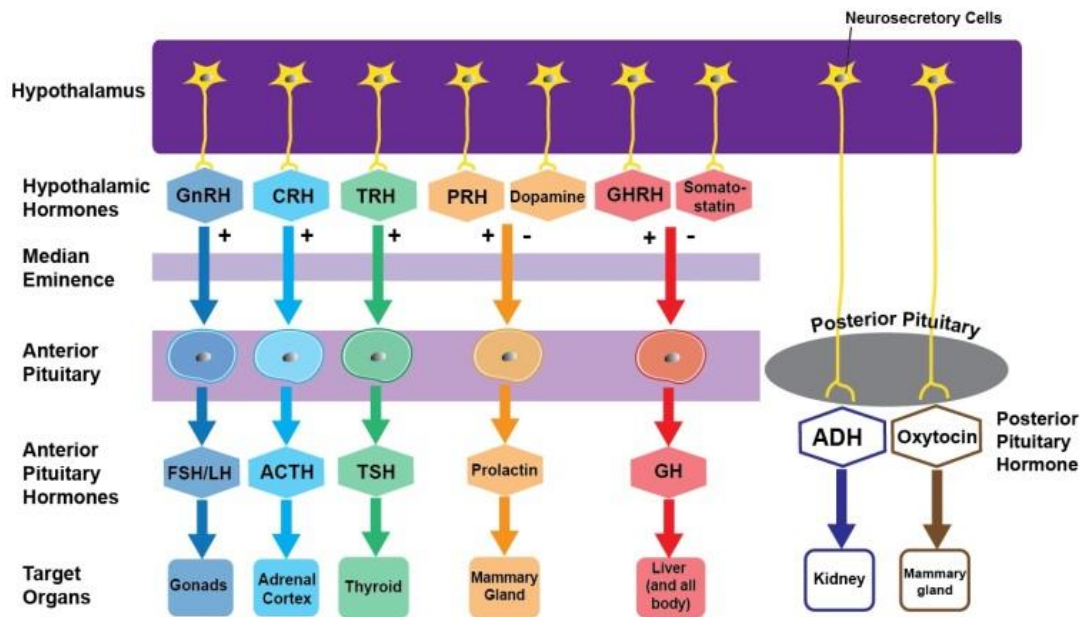 Neurosecretory Cells
Hypothalamus
Hypothalamic
Hormones
GnRH
CRH
TRH
PRH
Dopamine
GHRH
Somato-
statin
+
+
+
+
-
+
-
Median
Eminence
Posterior Pituitary
Anterior
Pituitary
Anterior
Pituitary
Hormones
FSH/LH
ACTH
TSH
Prolactin
GH
ADH
Oxytocin
Posterior
Pituitary
Hormone
Target
Organs
Gonads
Adrenal
Cortex
Thyroid
Mammary
Gland
Liver
(and all
body)
Kidney
Mammary
gland